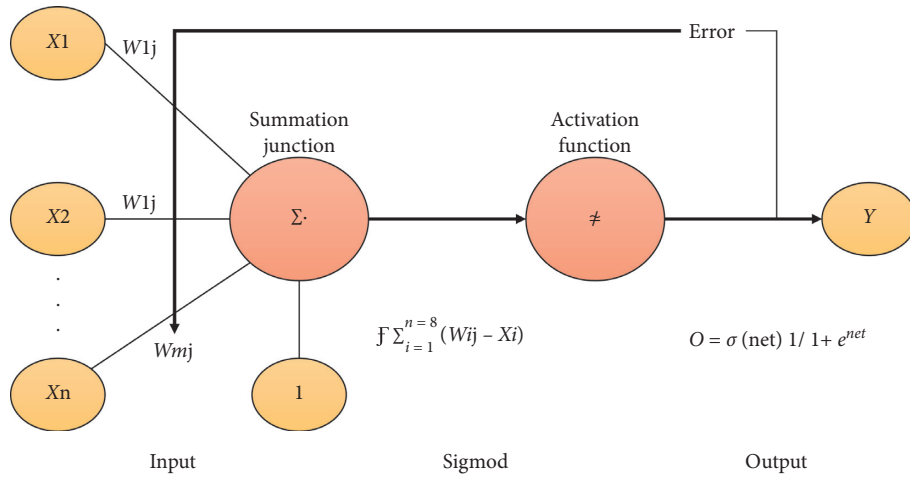 X1
W1j
Error
Summation
junction
Activation
function
X2
W1j
Σ·
≠
Y
.
.
.
Wmj
Ƒ Σ^{n = 8}_{i = 1} (Wij – Xi)
O = σ (net) 1/ 1+ e^{net}
Xn
1
Input
Sigmod
Output